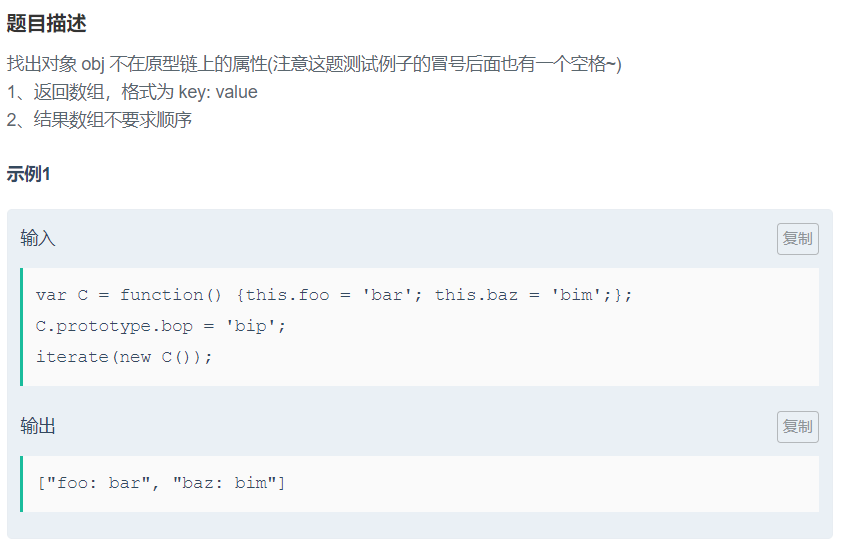 题目描述
找出对象 obj 不在原型链上的属性(注意这题测试例子的冒号后面也有一个空格~)
1、返回数组，格式为 key: value
2、结果数组不要求顺序
示例1
输入
复制
var C = function() {this.foo = 'bar'; this.baz = 'bim';};
C.prototype.bop = 'bip';
iterate(new C());
输出
复制
["foo: bar", "baz: bim"]